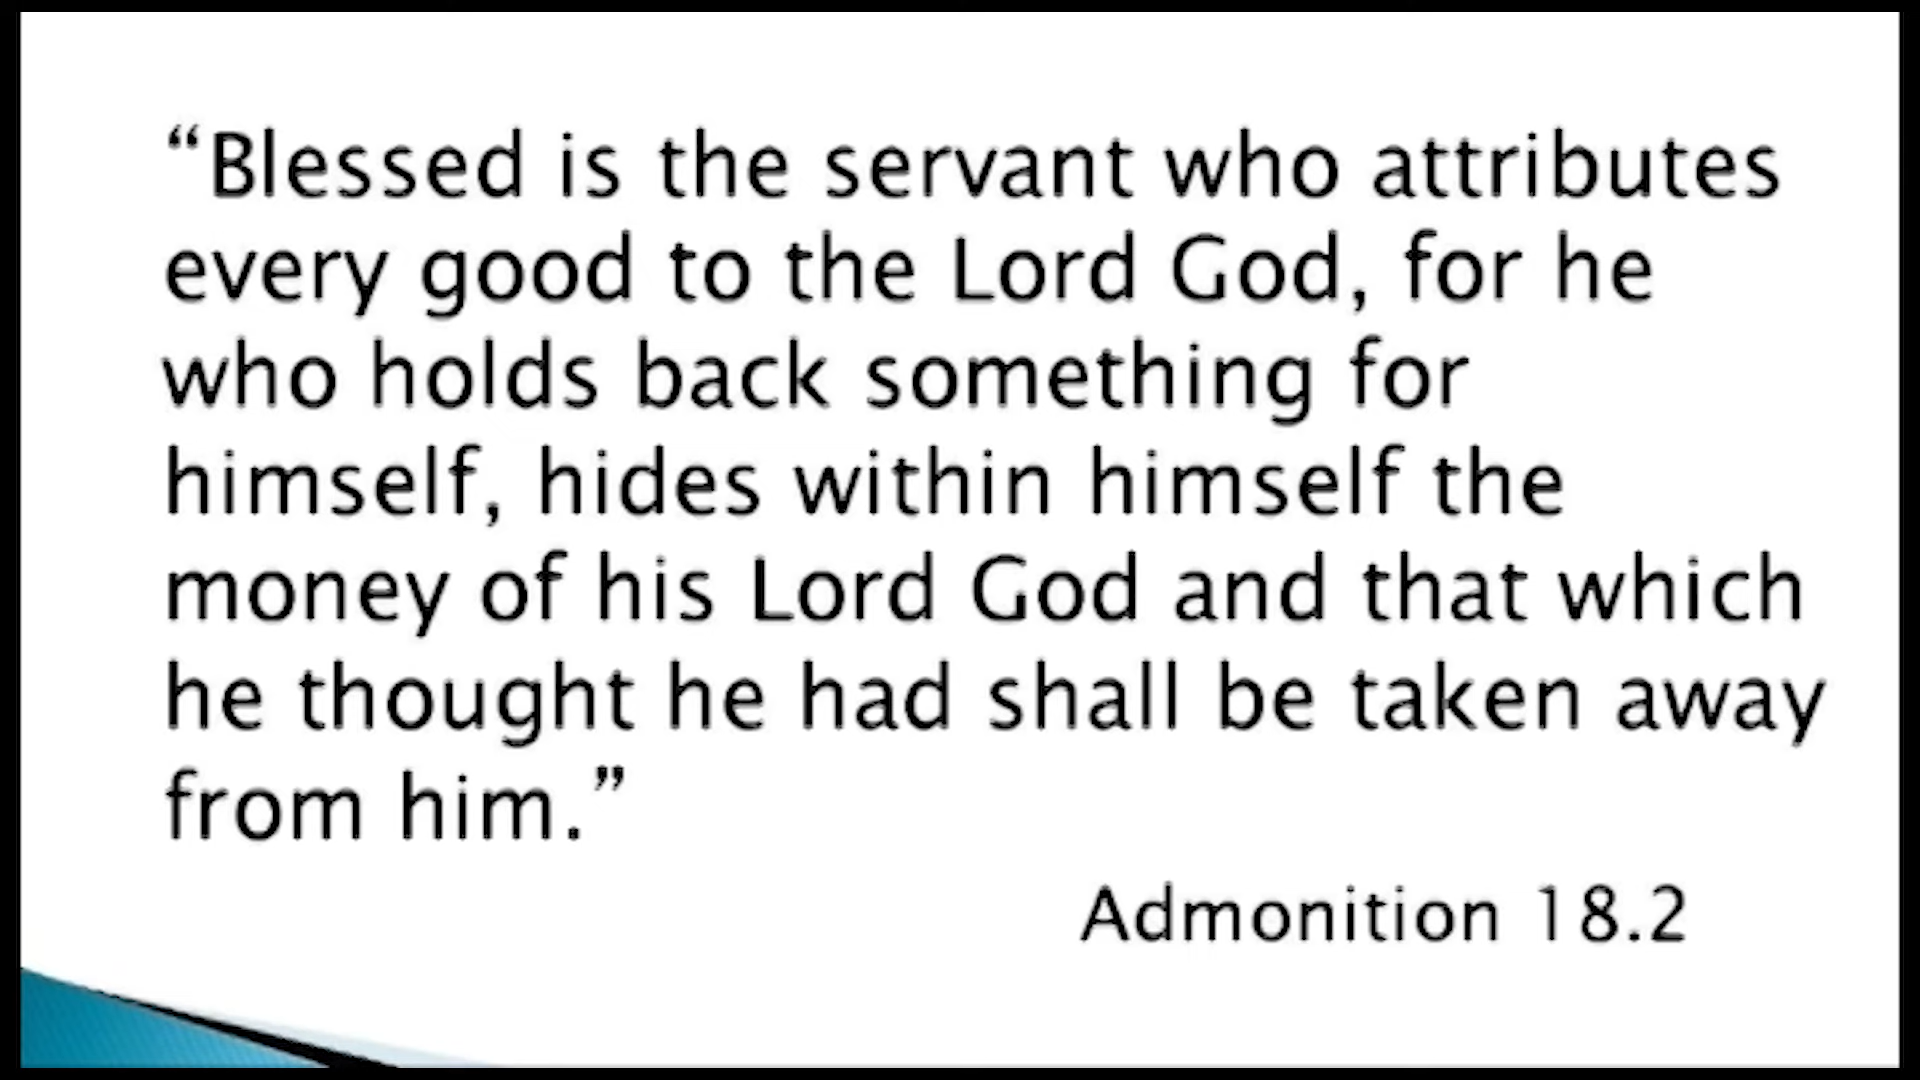 “Blessed is the servant who attributes
every good to the Lord God, for he
who holds back something for
himself, hides within himself the
money of his Lord God and that which
he thought he had shall be taken away
from him.”
Admonition 18.2